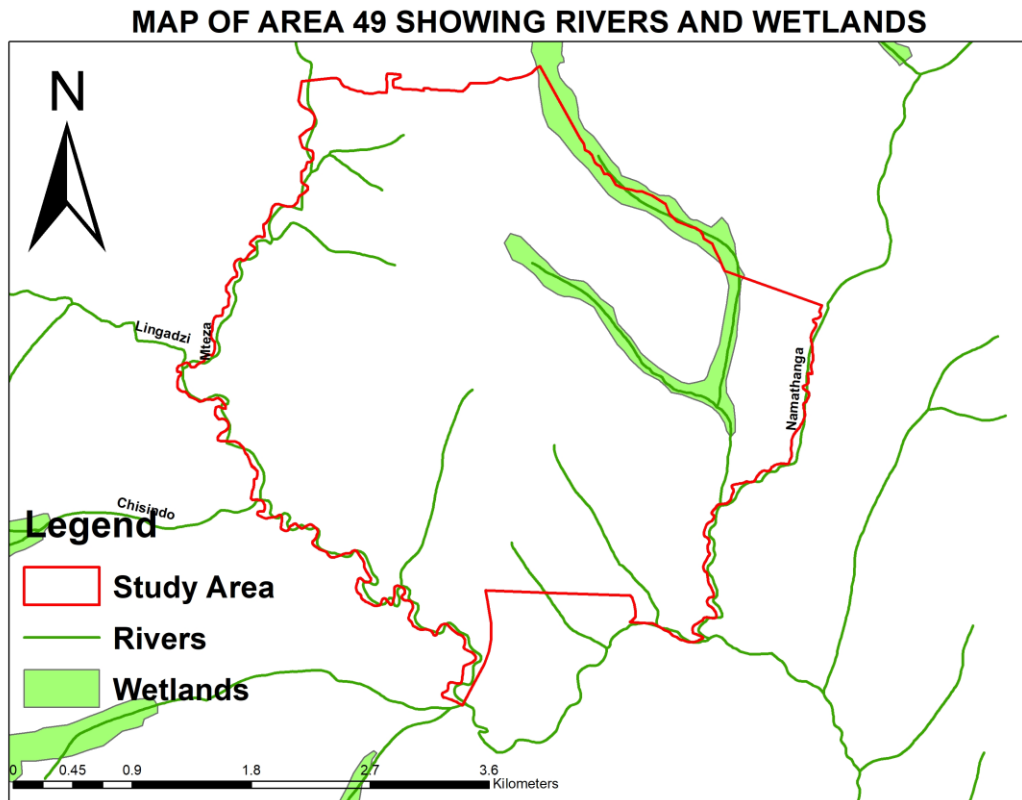 MAP OF AREA 49 SHOWING RIVERS AND WETLANDS
N
Lingadzi
Mteza
Namathanga
Chisindo
Legend
Study Area
Rivers
Wetlands
0 0.45 0.9 1.8 2.7 3.6
Kilometers